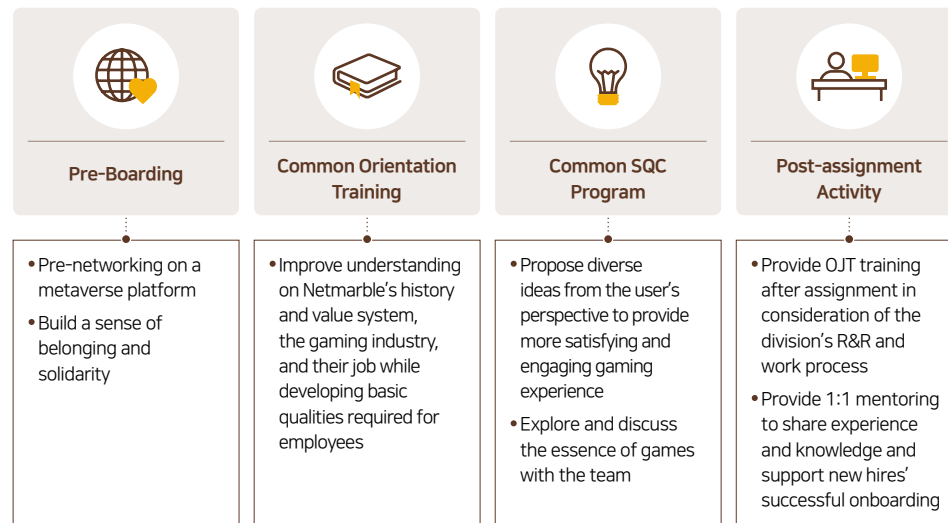 Pre-Boarding
• Pre-networking on a
metaverse platform
• Build a sense of
belonging and
solidarity
Common Orientation
Training
• Improve understanding
on Netmarble's history
and value system,
the gaming industry,
and their job while
developing basic
qualities required for
employees
Common SQC
Program
• Propose diverse
ideas from the user's
perspective to provide
more satisfying and
engaging gaming
experience
• Explore and discuss
the essence of games
with the team
Post-assignment
Activity
• Provide OJT training
after assignment in
consideration of the
division's R&R and
work process
• Provide 1:1 mentoring
to share experience
and knowledge and
support new hires'
successful onboarding